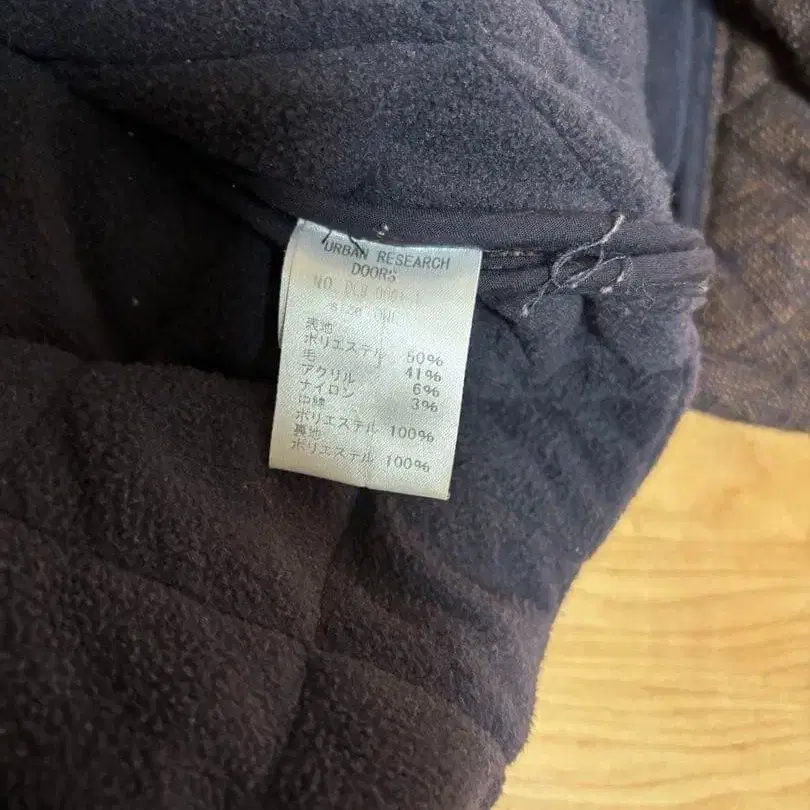 URBAN RESEARCH
DOORS
NO.
SIZE
表地
ポリエステル 50%
毛 41%
アクリル 6%
ナイロン 3%
中綿
ポリエステル 100%
裏地
ポリエステル 100%